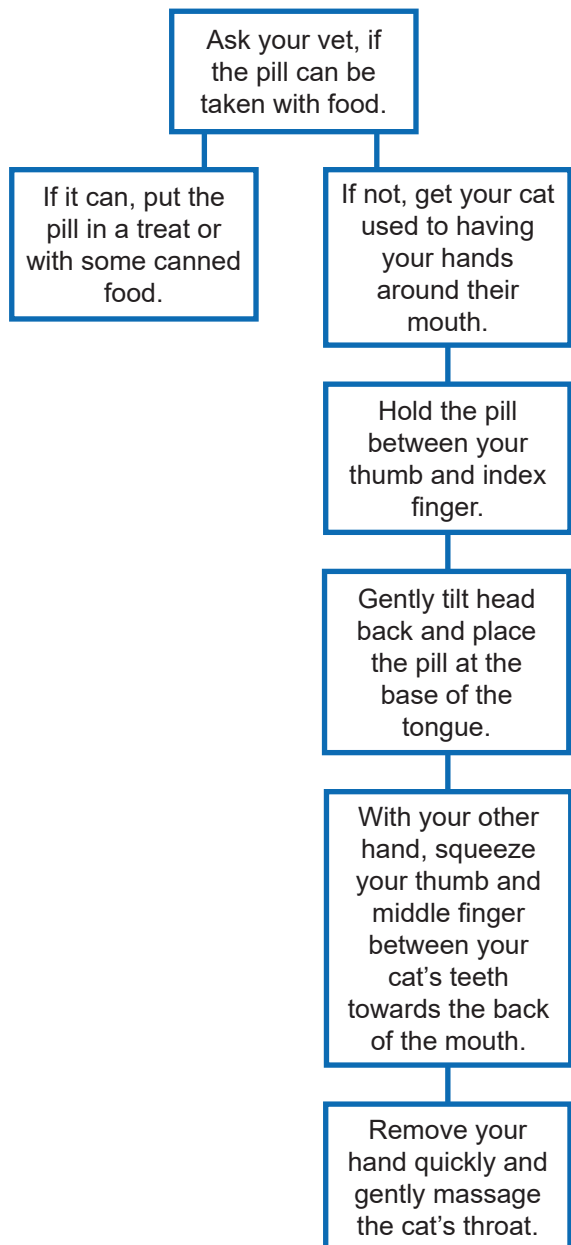 Ask your vet, if
the pill can be
taken with food.
If it can, put the
pill in a treat or
with some canned
food.
If not, get your cat
used to having
your hands
around their
mouth.
Hold the pill
between your
thumb and index
finger.
Gently tilt head
back and place
the pill at the
base of the
tongue.
With your other
hand, squeeze
your thumb and
middle finger
between your
cat’s teeth
towards the back
of the mouth.
Remove your
hand quickly and
gently massage
the cat’s throat.